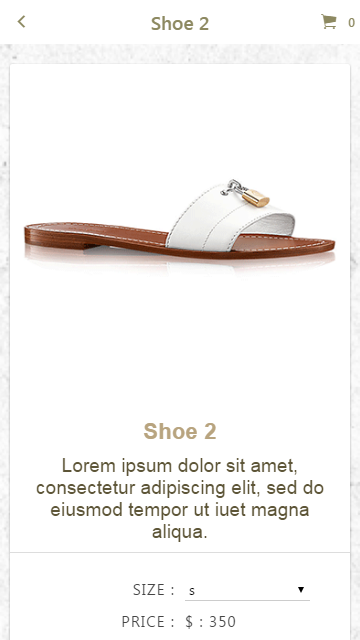 Shoe 2
0
Shoe 2
Lorem ipsum dolor sit amet,
consectetur adipiscing elit, sed do
eiusmod tempor ut iuet magna
aliqua.
SIZE : s
PRICE : $ : 350